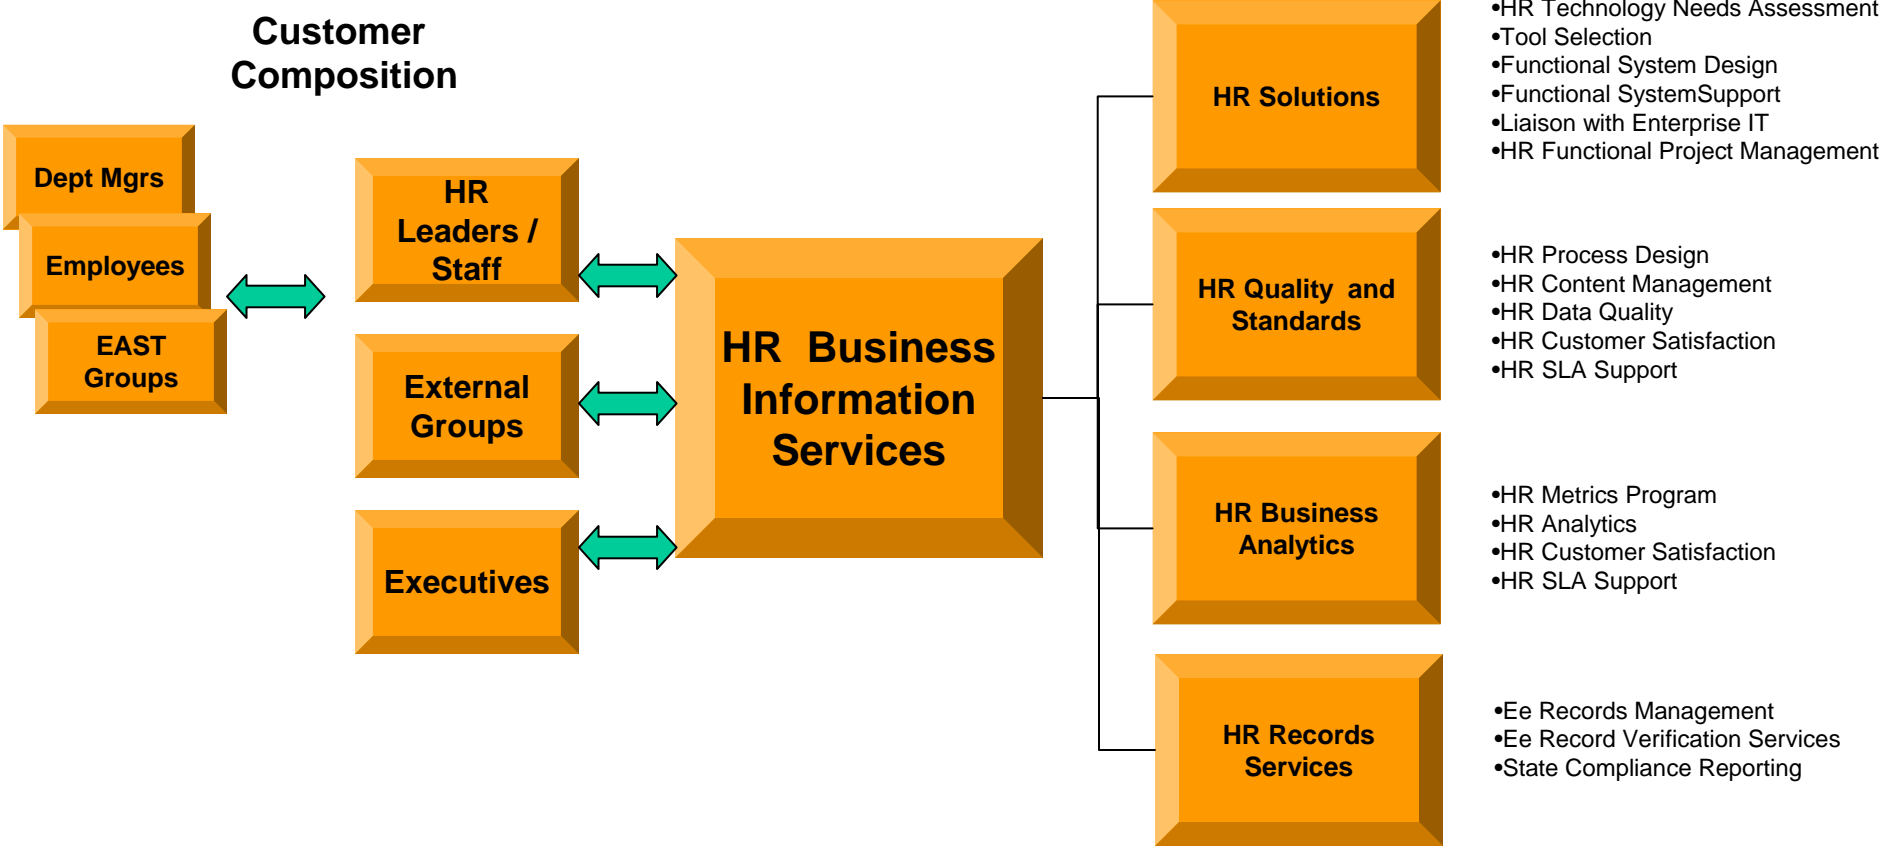 Customer
Composition
Dept Mgrs
Employees
EAST
Groups
HR
Leaders /
Staff
External
Groups
Executives
HR  Business
Information
Services
HR Solutions
•HR Technology Needs Assessment
•Tool Selection
•Functional System Design
•Functional SystemSupport
•Liaison with Enterprise IT
•HR Functional Project Management
HR Quality  and
Standards
•HR Process Design
•HR Content Management
•HR Data Quality
•HR Customer Satisfaction
•HR SLA Support
HR Business
Analytics
•HR Metrics Program
•HR Analytics
•HR Customer Satisfaction
•HR SLA Support
HR Records
Services
•Ee Records Management
•Ee Record Verification Services
•State Compliance Reporting